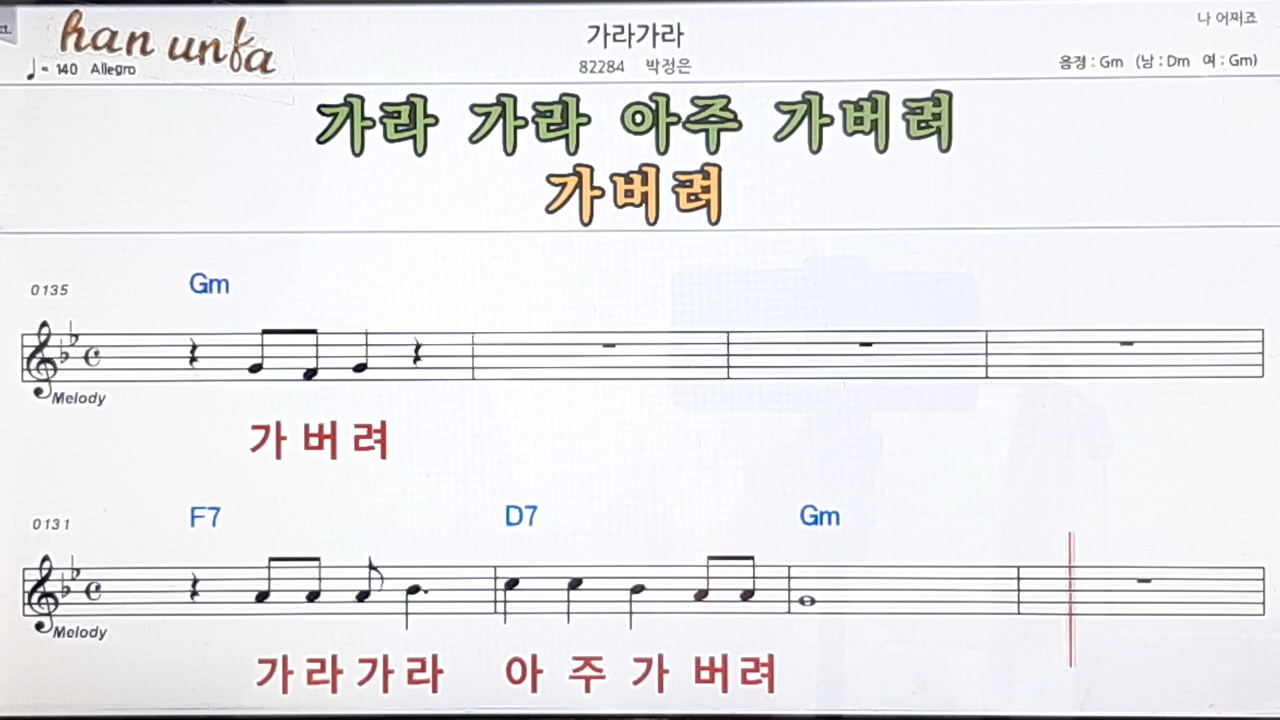 han unfa
나 어쩌죠
가라가라
♩= 140 Allegro
82284 박정은
음정 : Gm (남 : Dm 여 : Gm)
가라 가라 아주 가버려
가버려
0135 Gm
Melody
가 버 려
0131 F7 D7 Gm
Melody
가 라 가 라 아 주 가 버 려